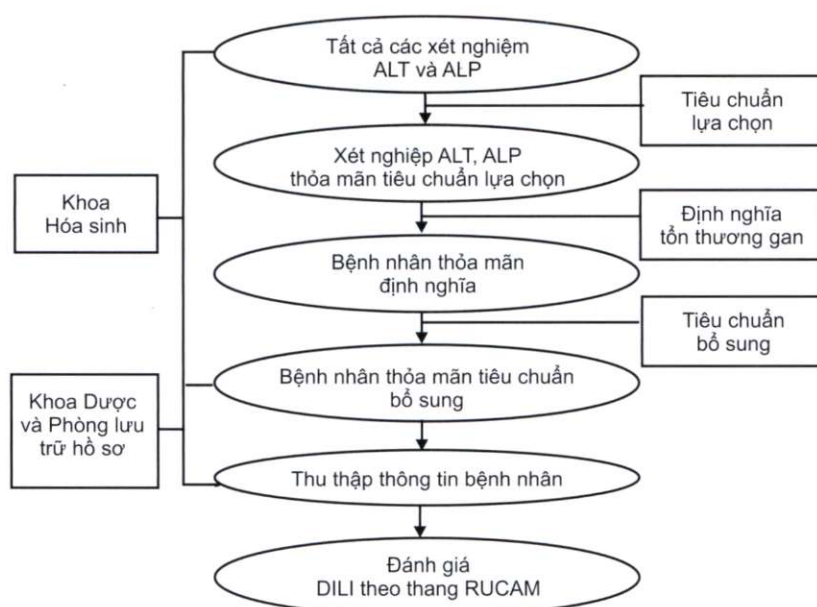 Tất cả các xét nghiệm
ALT và ALP
Tiêu chuẩn
lựa chọn
Xét nghiệp ALT, ALP
thỏa mãn tiêu chuẩn lựa chọn
Khoa
Hóa sinh
Định nghĩa
tổn thương gan
Bệnh nhân thỏa mãn
định nghĩa
Tiêu chuẩn
bổ sung
Bệnh nhân thỏa mãn tiêu chuẩn
bổ sung
Khoa Dược
và Phòng lưu
trữ hồ sơ
Thu thập thông tin bệnh nhân
Đánh giá
DILI theo thang RUCAM